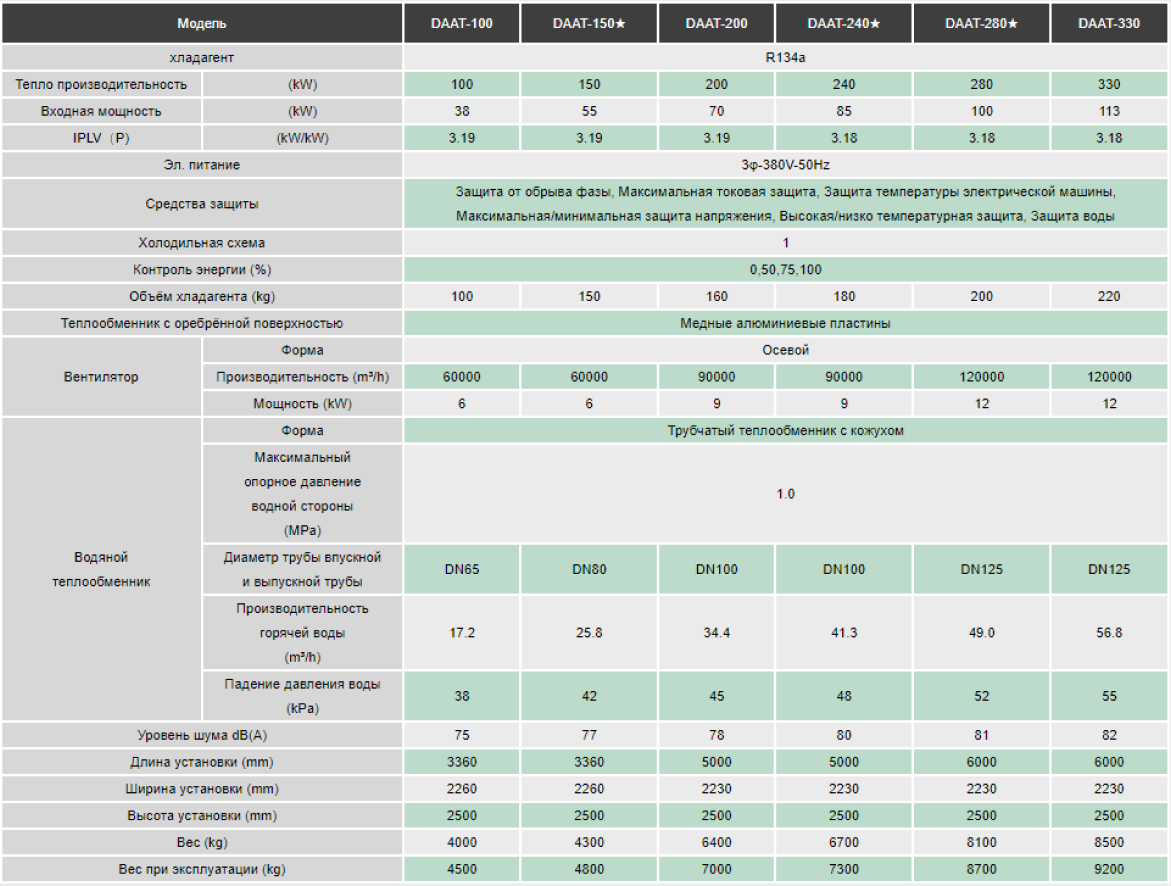 Модель DAAT-100 DAAT-150★ DAAT-200 DAAT-240★ DAAT-280★ DAAT-330
хладагент R134a
Тепло производительность (kW) 100 150 200 240 280 330
Входная мощность (kW) 38 55 70 85 100 113
IPLV（P） (kW/kW) 3.19 3.19 3.19 3.18 3.18 3.18
Эл. питание 3φ-380V-50Hz
Средства защиты
Защита от обрыва фазы, Максимальная токовая защита, Защита температуры электрической машины,
Максимальная/минимальная защита напряжения, Высокая/низко температурная защита, Защита воды
Холодильная схема 1
Контроль энергии (%) 0,50,75,100
Объём хладагента (kg) 100 150 160 180 200 220
Теплообменник с оребрённой поверхностью Медные алюминиевые пластины
Вентилятор
Форма Осевой
Производительность (m³/h) 60000 60000 90000 90000 120000 120000
Мощность (kW) 6 6 9 9 12 12
Водяной
теплообменник
Форма Трубчатый теплообменник с кожухом
Максимальный
опорное давление
водной стороны
(MPa)
1.0
Диаметр трубы впускной
и выпускной трубы
DN65 DN80 DN100 DN100 DN125 DN125
Производительность
горячей воды
(m³/h)
17.2 25.8 34.4 41.3 49.0 56.8
Падение давления воды
(kPa)
38 42 45 48 52 55
Уровень шума dB(A) 75 77 78 80 81 82
Длина установки (mm) 3360 3360 5000 5000 6000 6000
Ширина установки (mm) 2260 2260 2230 2230 2230 2230
Высота установки (mm) 2500 2500 2500 2500 2500 2500
Вес (kg) 4000 4300 6400 6700 8100 8500
Вес при эксплуатации (kg) 4500 4800 7000 7300 8700 9200